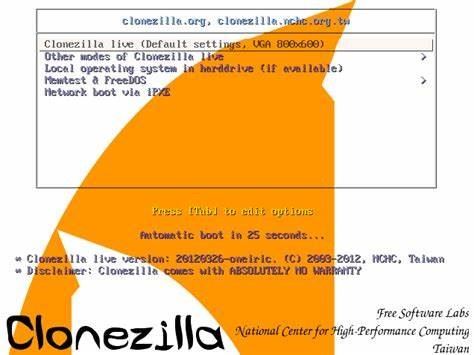 clonezilla.org, clonezilla.nchc.org.tw
Clonezilla live (Default settings, VGA 800x600)
Other modes of Clonezilla live >
Local operating system in harddrive (if available)
Memtest & FreeDOS >
Network boot via iPXE
Press [Tab] to edit options
Automatic boot in 25 seconds...
* Clonezilla live version: 20120326-oneiric. (C) 2003-2012, NCHC, Taiwan
* Disclaimer: Clonezilla comes with ABSOLUTELY NO WARRANTY
Clonezilla
Free Software Labs
National Center for High-Performance Computing
Taiwan